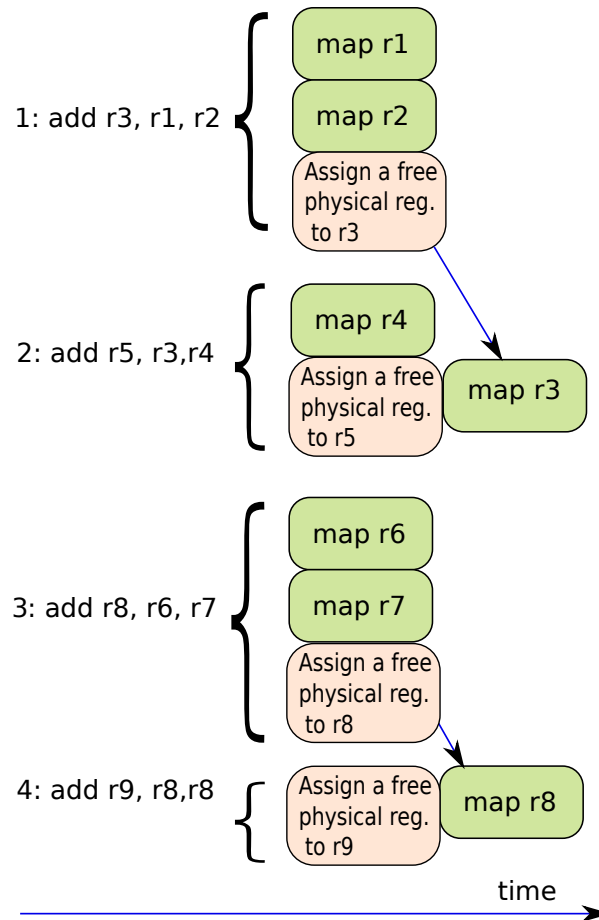 map r1
1: add r3, r1, r2
map r2
Assign a free
physical reg.
to r3
map r4
2: add r5, r3,r4
Assign a free
physical reg.
to r5
map r3
map r6
3: add r8, r6, r7
map r7
Assign a free
physical reg.
to r8
4: add r9, r8,r8
Assign a free
physical reg.
to r9
map r8
time